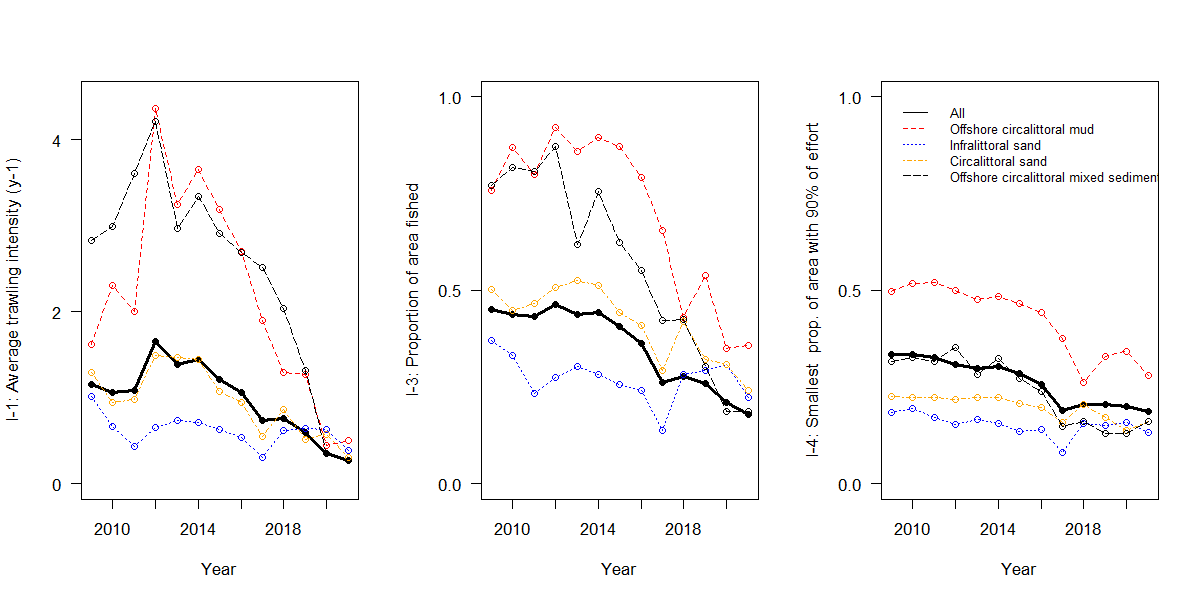 I-1: Average trawling intensity (y-1)
4
2
0
2010
2014
2018
Year
I-3: Proportion of area fished
1.0
0.5
0.0
2010
2014
2018
Year
I-4: Smallest prop. of area with 90% of effort
1.0
0.5
0.0
All
Offshore circalittoral mud
Infralittoral sand
Circalittoral sand
Offshore circalittoral mixed sediment
2010
2014
2018
Year